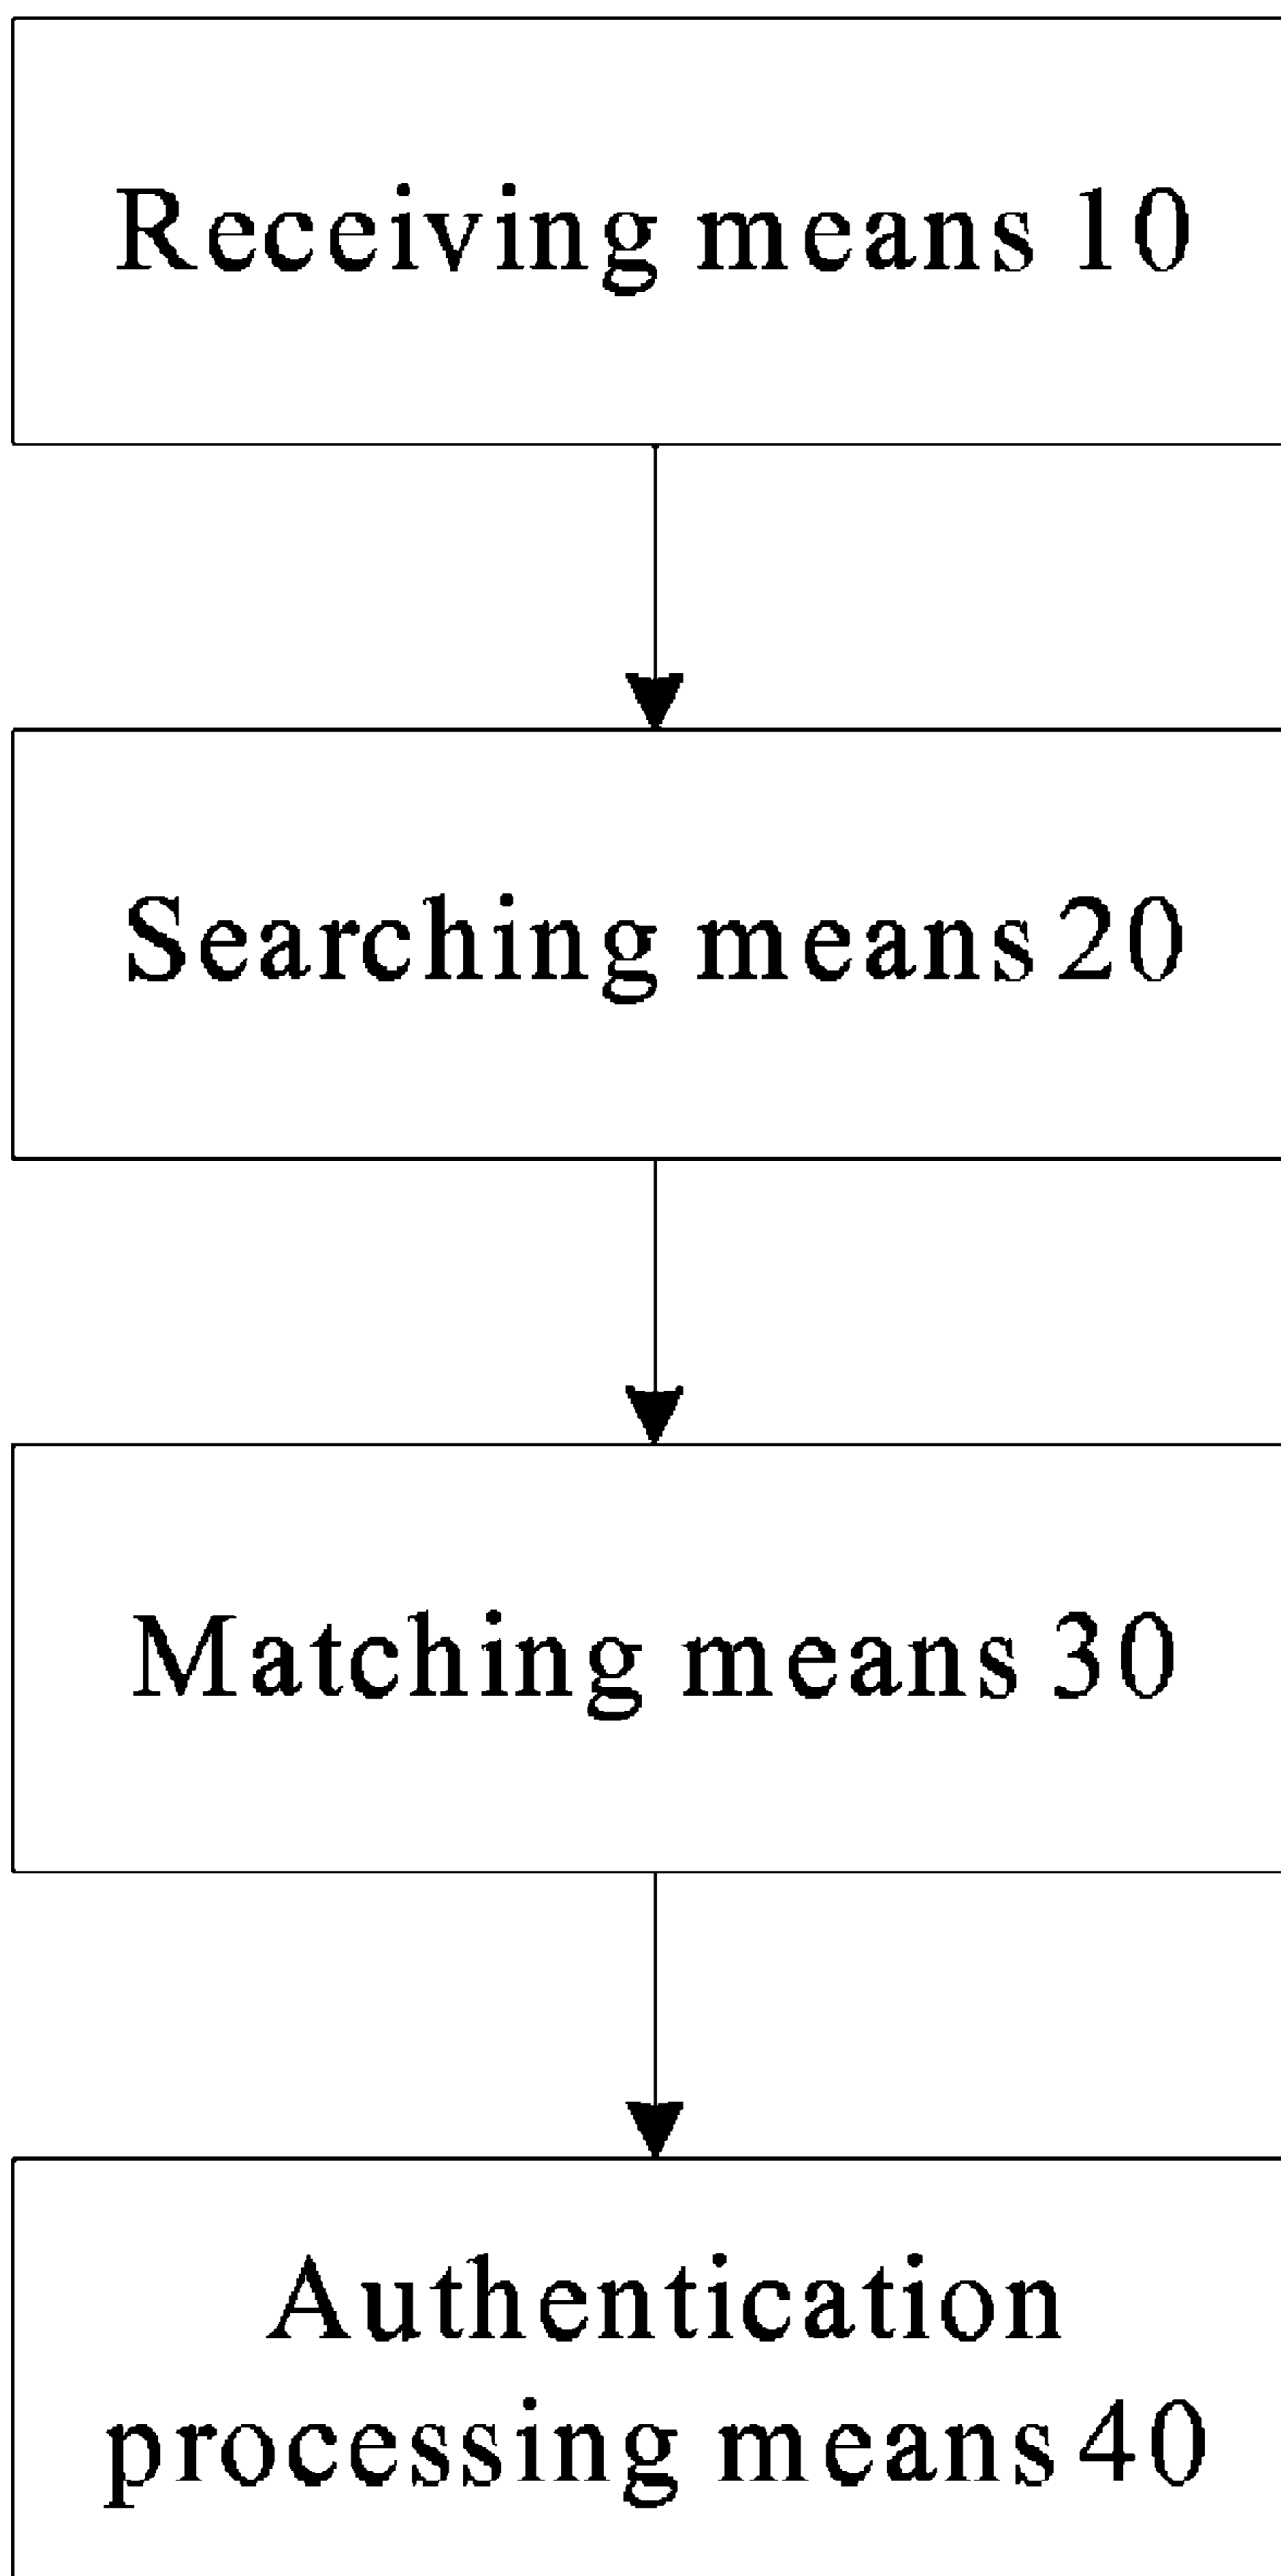 Receiving means 10
Searching means 20
Matching means 30
Authentication
processing means 40